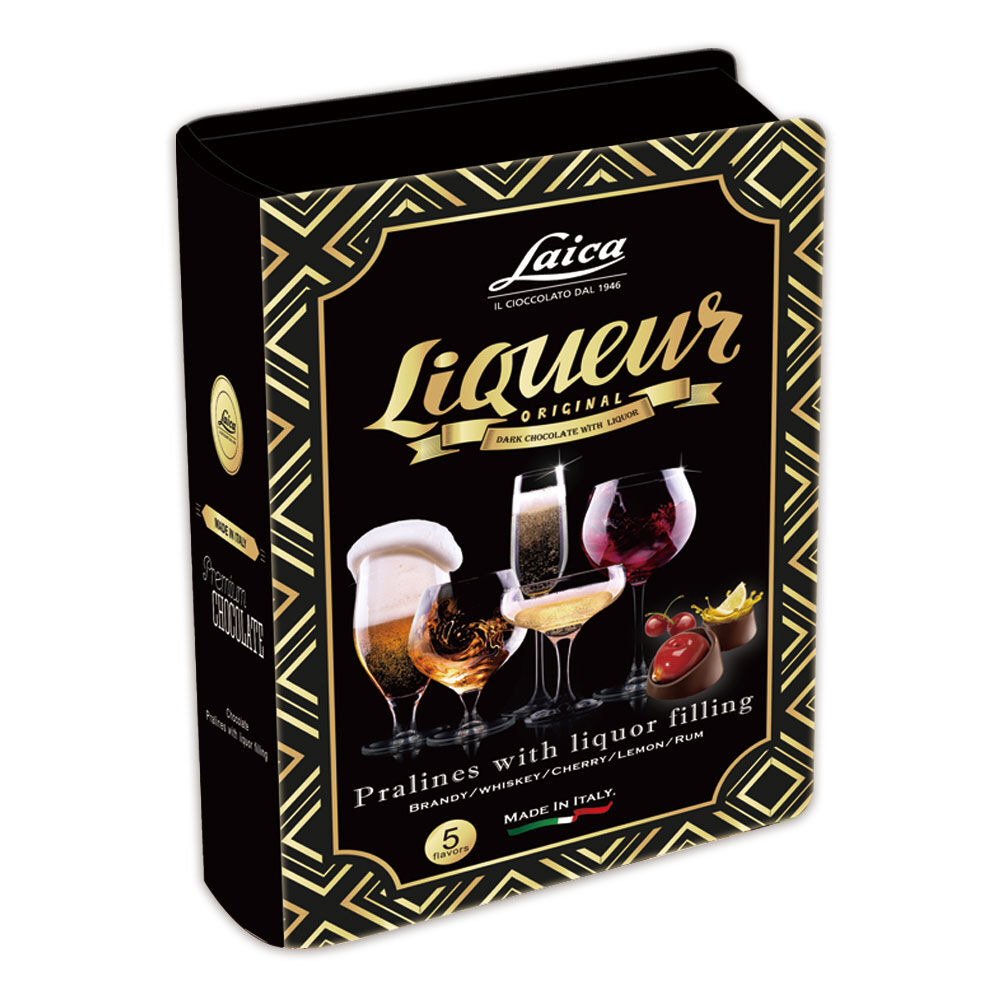 Laica
IL CIOCCOLATO DAL 1946
LIQUEUR
ORIGINAL
DARK CHOCOLATE WITH LIQUOR
Pralines with liquor filling
BRANDY/WHISKEY/CHERRY/LEMON/RUM
MADE IN ITALY.
5
flavors
Laica
MADE IN ITALY
Premium
CHOCOLATE
Chocolate
Pralines with liquor filling